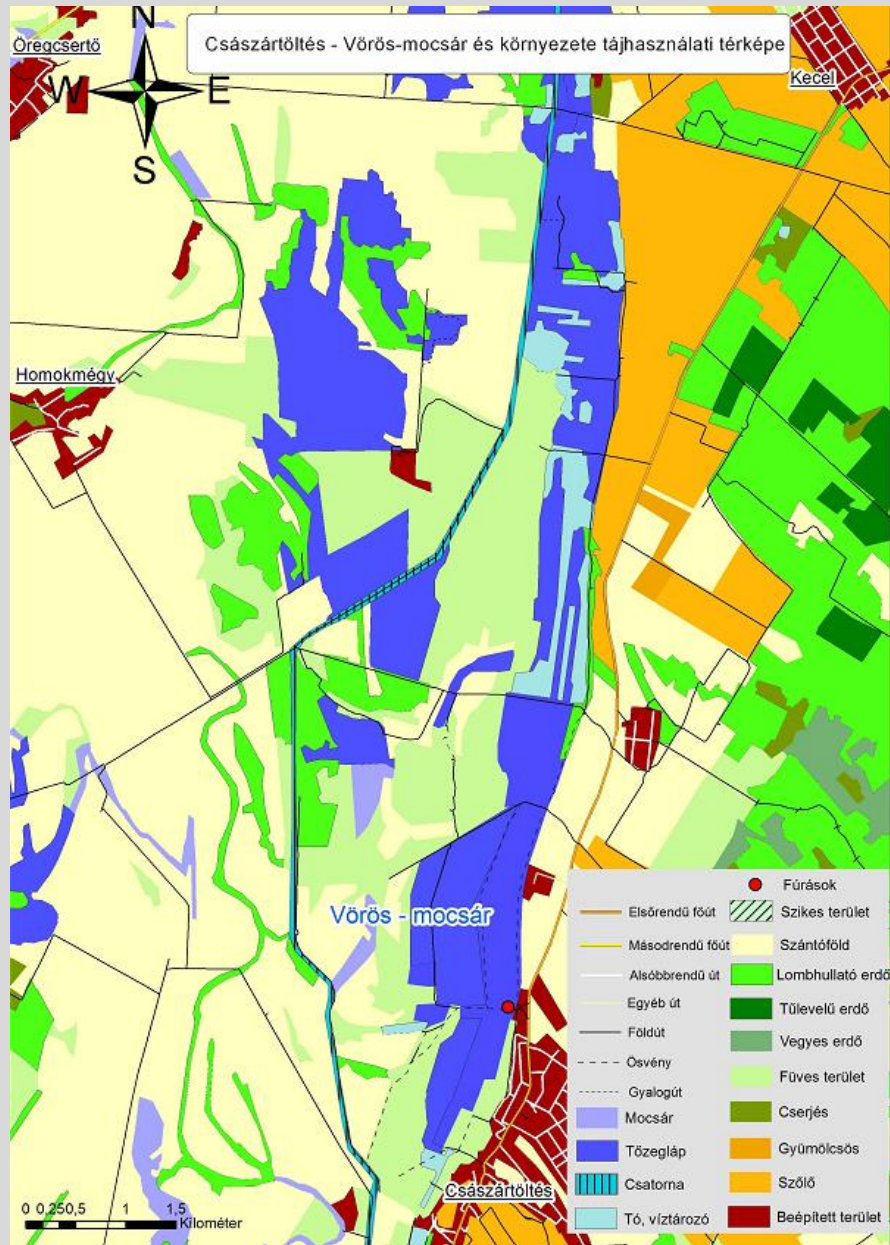 Császártöltés - Vörös-mocsár és környezete tájhasználati térképe
Öregcsertő
Kecel
N
W
E
S
Homokmégy
Vörös - mocsár
Császártöltés
0 0,250,5 1 1,5
Kilométer
Elsőrendű főút
Másodrendű főút
Alsóbbrendű út
Egyéb út
Földút
Ösvény
Gyalogút
Mocsár
Tőzegláp
Csatorna
Tó, víztározó
Fúrások
Szikes terület
Szántóföld
Lombhullató erdő
Tűlevelű erdő
Vegyes erdő
Füves terület
Cserjés
Gyümölcsös
Szőlő
Beépített terület